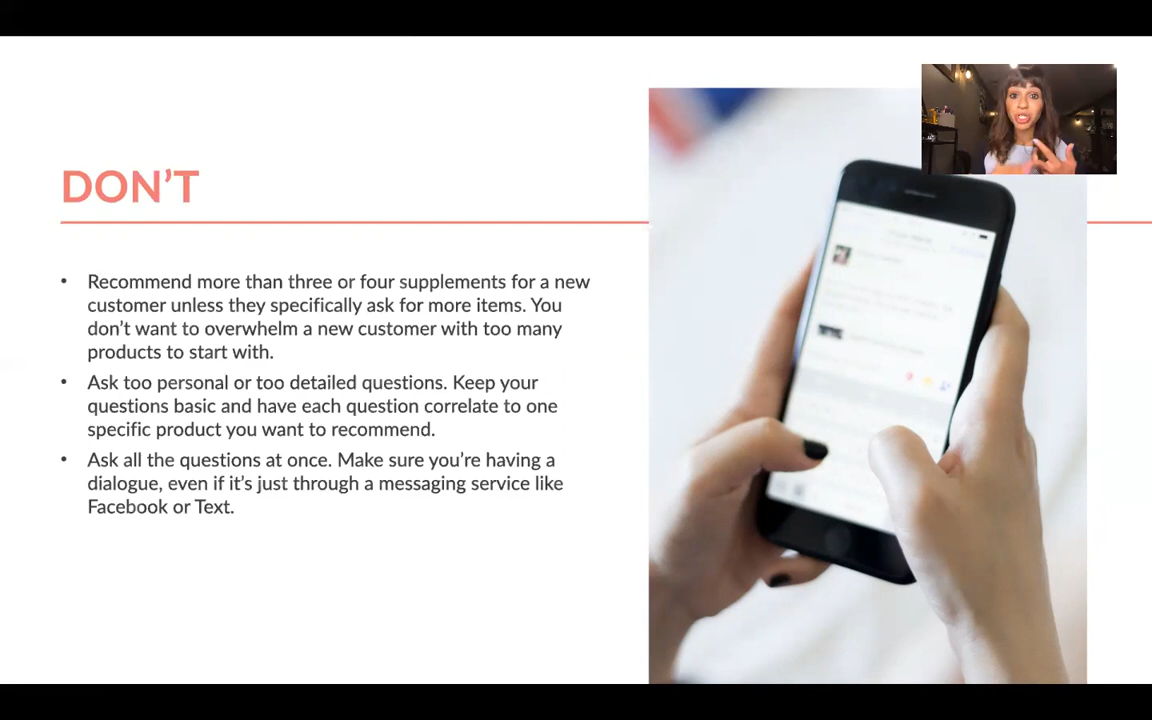 DON’T
• Recommend more than three or four supplements for a new
customer unless they specifically ask for more items. You
don’t want to overwhelm a new customer with too many
products to start with.
• Ask too personal or too detailed questions. Keep your
questions basic and have each question correlate to one
specific product you want to recommend.
• Ask all the questions at once. Make sure you’re having a
dialogue, even if it’s just through a messaging service like
Facebook or Text.